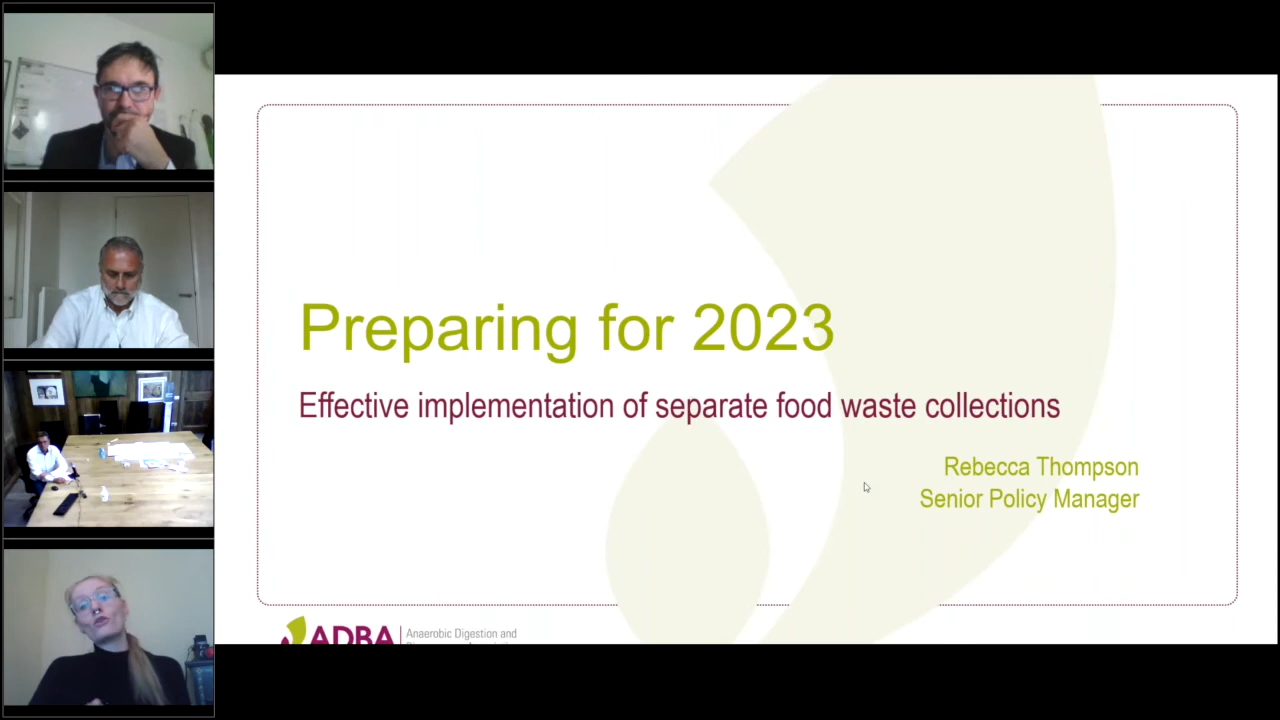 Preparing for 2023
Effective implementation of separate food waste collections
Rebecca Thompson
Senior Policy Manager
ADBA
Anaerobic Digestion and